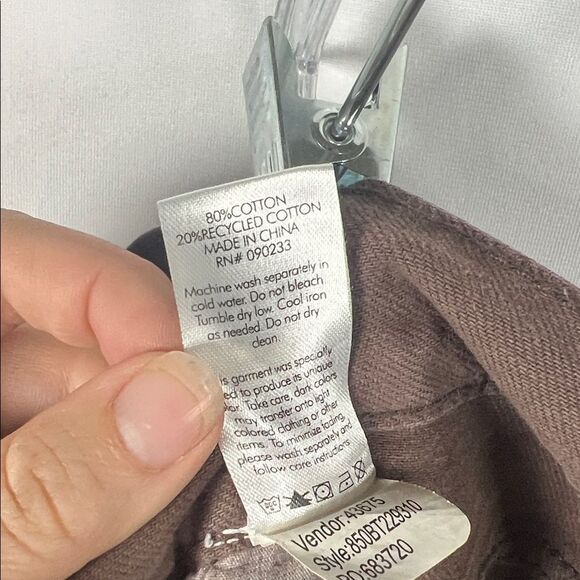 80%COTTON
20%RECYCLED COTTON
MADE IN CHINA
RN# 090233
Machine wash separately in
cold water. Do not bleach
Tumble dry low. Cool iron
as needed. Do not dry
clean.
garment was specially
to produce its unique
Take care, dark colors
may transfer onto light
colored clothing or other
items. To minimize fading,
please wash separately and
follow care instructions
Vendor: 43615
Style:850BT229310
PO:683720